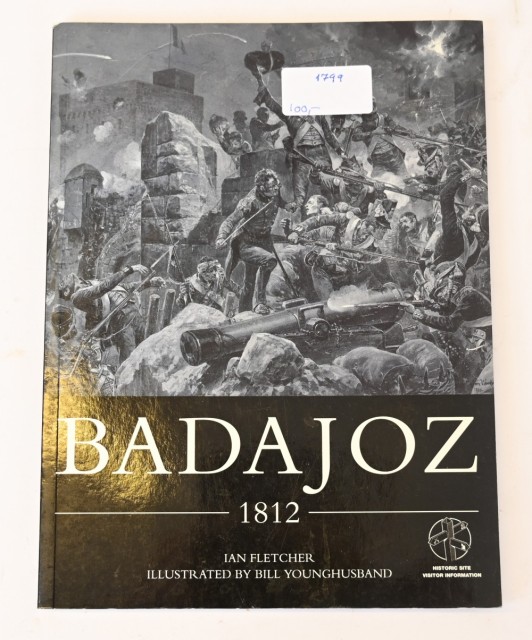 1799
100,-
BADAJOZ
1812
IAN FLETCHER
ILLUSTRATED BY BILL YOUNGHUSBAND
HISTORIC SITE
VISITOR INFORMATION